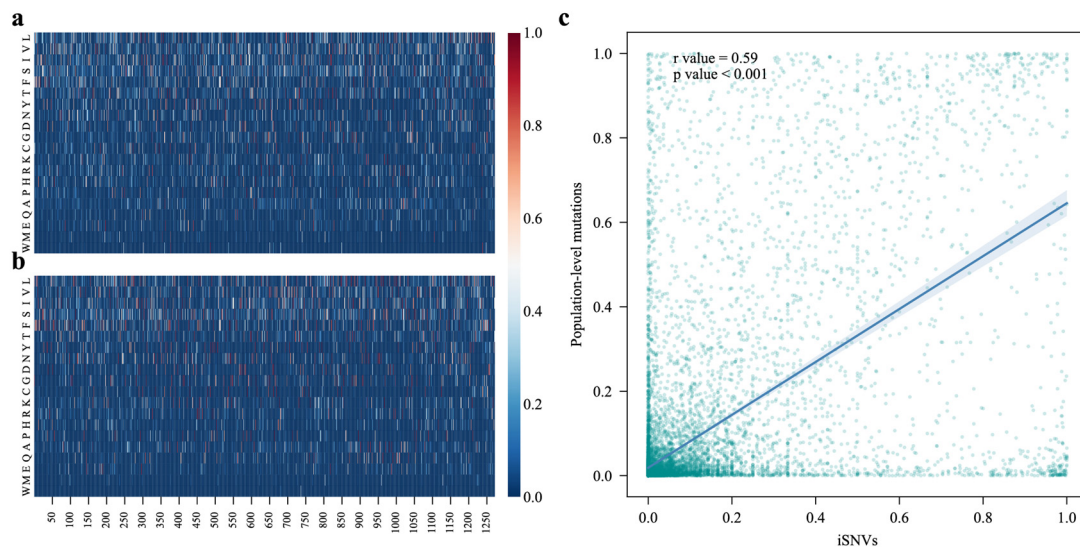 a
L V I S F T Y N D G C K R H P A Q E M W
1.0
0.8
0.6
0.4
0.2
0.0
b
L V I S F T Y N D G C K R H P A Q E M W
50 100 150 200 250 300 350 400 450 500 550 600 650 700 750 800 850 900 950 1000 1050 1100 1150 1200 1250
c
r value = 0.59
p value < 0.001
Population-level mutations
1.0
0.8
0.6
0.4
0.2
0.0
0.0 0.2 0.4 0.6 0.8 1.0
iSNVs